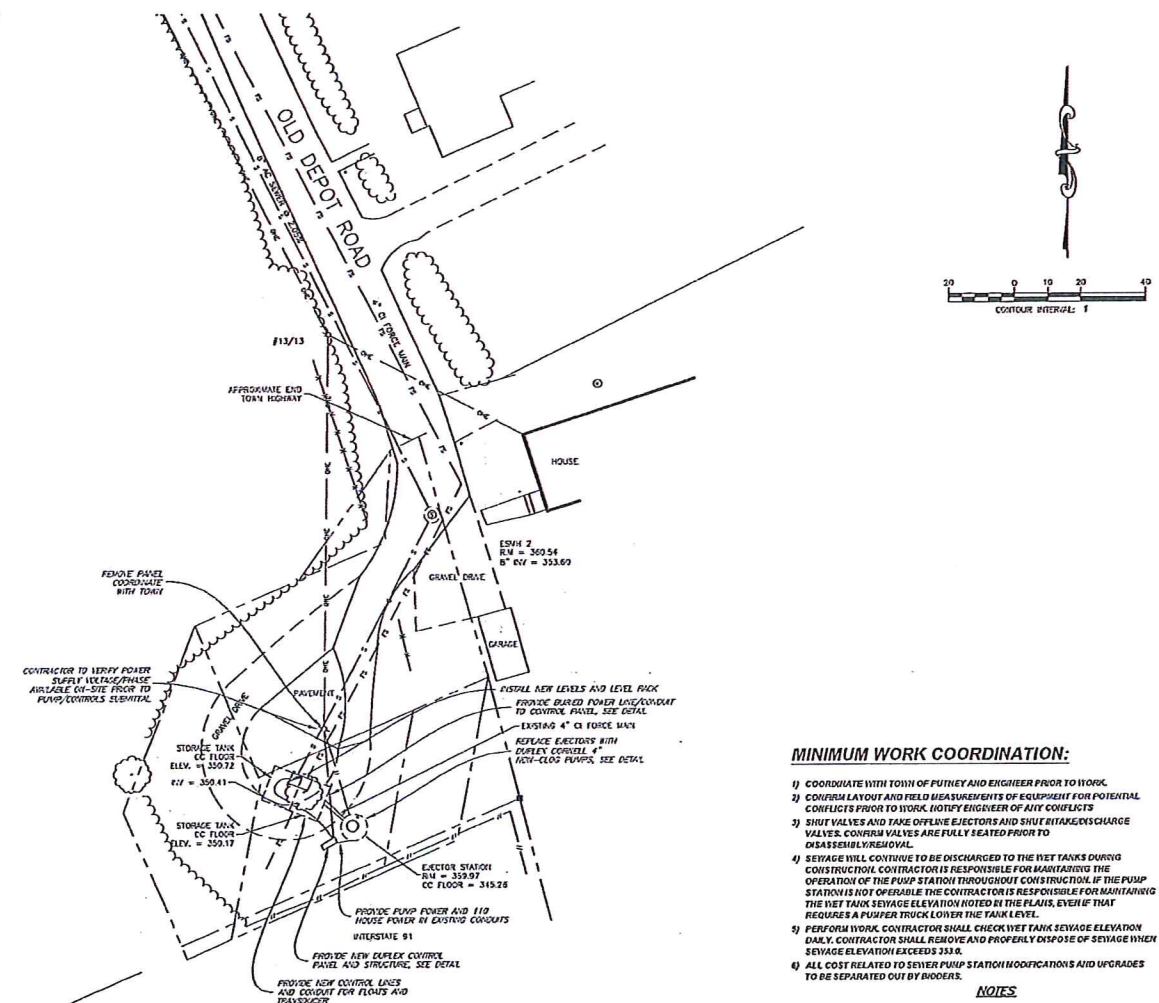 OLD DEPOT ROAD
8" AC SEWER @ 2.05%
4" CI FORCE MAIN
20 0 10 20 40
CONTOUR INTERVAL: 1
#13/13
APPROXIMATE END
TOWN HIGHWAY
HOUSE
ESMH 2
RIM = 360.54
8" INV = 353.60
GRAVEL DRIVE
GARAGE
REMOVE PANEL
COORDINATE
WITH TOWN
CONTRACTOR TO VERIFY POWER
SUPPLY VOLTAGE/PHASE
AVAILABLE ON-SITE PRIOR TO
PUMP/CONTROLS SUBMITTAL
PAVEMENT
GRAVEL DRIVE
INSTALL NEW LEVELS AND LEVEL RACK
PROVIDE BURIED POWER LINE/CONDUIT
TO CONTROL PANEL, SEE DETAIL
EXISTING 4" CI FORCE MAIN
REPLACE EJECTORS WITH
DUPLEX CORNELL 4"
NON-CLOG PUMPS, SEE DETAIL
STORAGE TANK
CC FLOOR
ELEV. = 350.72
INV = 350.41
STORAGE TANK
CC FLOOR
ELEV. = 350.17
EJECTOR STATION
RIM = 359.97
CC FLOOR = 345.26
PROVIDE PUMP POWER AND 110
HOUSE POWER IN EXISTING CONDUITS
INTERSTATE 91
PROVIDE NEW DUPLEX CONTROL
PANEL AND STRUCTURE, SEE DETAIL
PROVIDE NEW CONTROL LINES
AND CONDUIT FOR FLOATS AND
TRANSDUCER
MINIMUM WORK COORDINATION:
1) COORDINATE WITH TOWN OF PUTNEY AND ENGINEER PRIOR TO WORK.
2) CONFIRM LAYOUT AND FIELD MEASUREMENTS OF EQUIPMENT FOR POTENTIAL
CONFLICTS PRIOR TO WORK. NOTIFY ENGINEER OF ANY CONFLICTS
3) SHUT VALVES AND TAKE OFFLINE EJECTORS AND SHUT INTAKE/DISCHARGE
VALVES. CONFIRM VALVES ARE FULLY SEATED PRIOR TO
DISASSEMBLY/REMOVAL.
4) SEWAGE WILL CONTINUE TO BE DISCHARGED TO THE WET TANKS DURING
CONSTRUCTION. CONTRACTOR IS RESPONSIBLE FOR MAINTAINING THE
OPERATION OF THE PUMP STATION THROUGHOUT CONSTRUCTION. IF THE PUMP
STATION IS NOT OPERABLE THE CONTRACTOR IS RESPONSIBLE FOR MAINTAINING
THE WET TANK SEWAGE ELEVATION NOTED IN THE PLANS, EVEN IF THAT
REQUIRES A PUMPER TRUCK LOWER THE TANK LEVEL.
5) PERFORM WORK. CONTRACTOR SHALL CHECK WET TANK SEWAGE ELEVATION
DAILY. CONTRACTOR SHALL REMOVE AND PROPERLY DISPOSE OF SEWAGE WHEN
SEWAGE ELEVATION EXCEEDS 353.0.
6) ALL COST RELATED TO SEWER PUMP STATION MODIFICATIONS AND UPGRADES
TO BE SEPARATED OUT BY BIDDERS.
NOTES